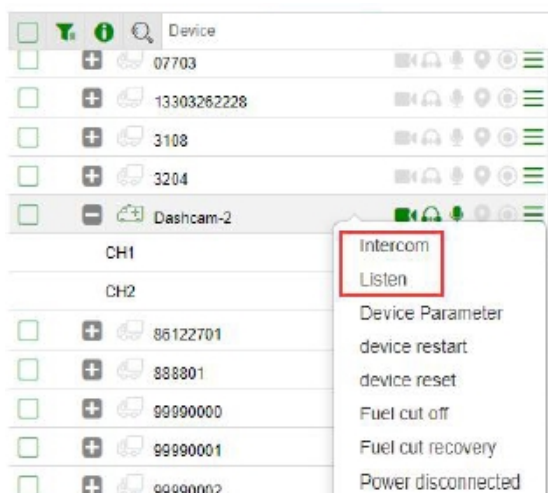 Device
07703
13303262228
3108
3204
Dashcam-2
CH1
Intercom
Listen
CH2
Device Parameter
86122701
device restart
888801
device reset
99990000
Fuel cut off
99990001
Fuel cut recovery
99990002
Power disconnected